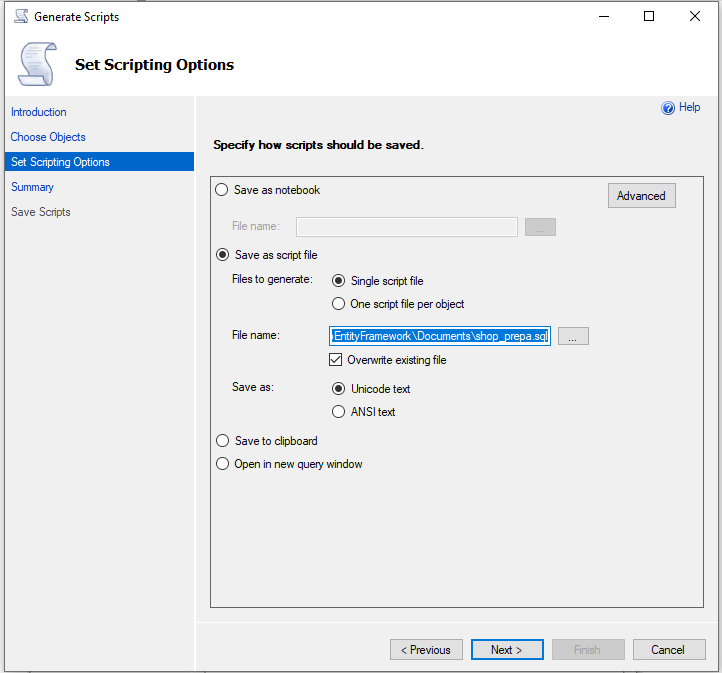 Generate Scripts
Set Scripting Options
Introduction
Choose Objects
Set Scripting Options
Summary
Save Scripts
Help
Specify how scripts should be saved.
Save as notebook
Advanced
File name:
...
Save as script file
Files to generate:
Single script file
One script file per object
File name:
EntityFramework\Documents\shop_prepa.sql
...
Overwrite existing file
Save as:
Unicode text
ANSI text
Save to clipboard
Open in new query window
< Previous
Next >
Finish
Cancel